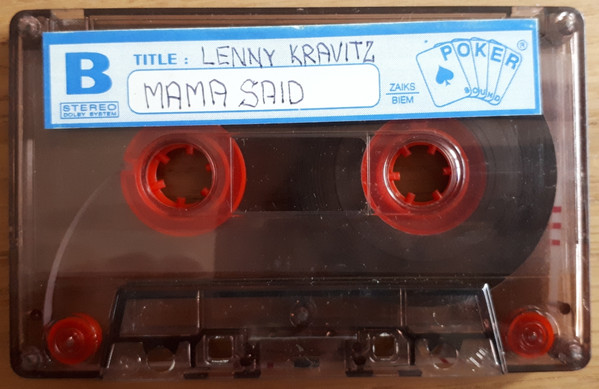 B
TITLE : LENNY KRAVITZ
MAMA SAID
STEREO
DOLBY SYSTEM
ZAIKS
BIEM
POKER®
SOUND